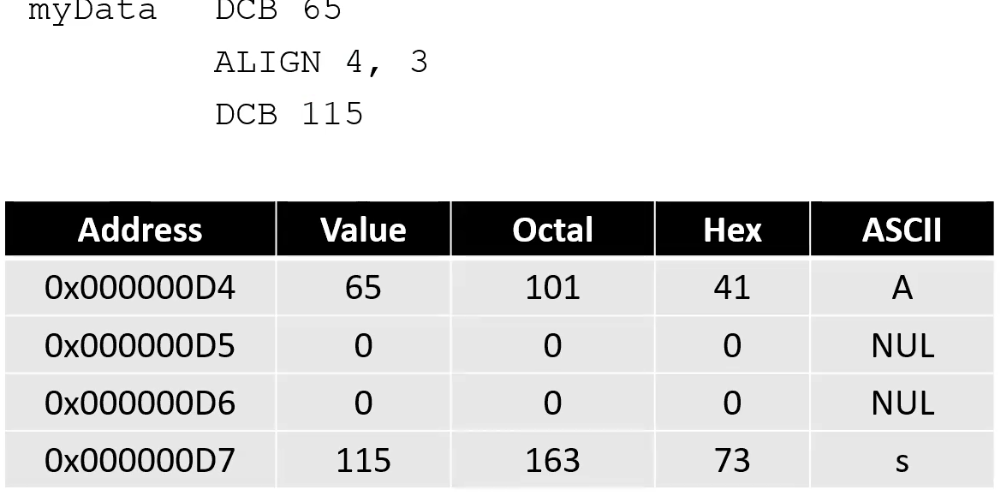 myData DCB 65
ALIGN 4, 3
DCB 115
Address Value Octal Hex ASCII
0x000000D4 65 101 41 A
0x000000D5 0 0 0 NUL
0x000000D6 0 0 0 NUL
0x000000D7 115 163 73 s